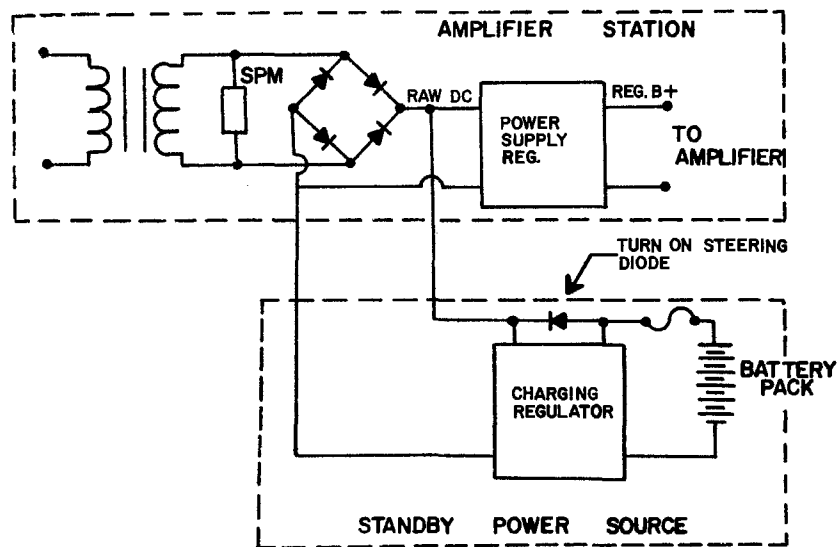 AMPLIFIER STATION
SPM
RAW DC
REG. B+
POWER
SUPPLY
REG.
TO
AMPLIFIER
TURN ON STEERING
DIODE
CHARGING
REGULATOR
BATTERY
PACK
STANDBY POWER SOURCE